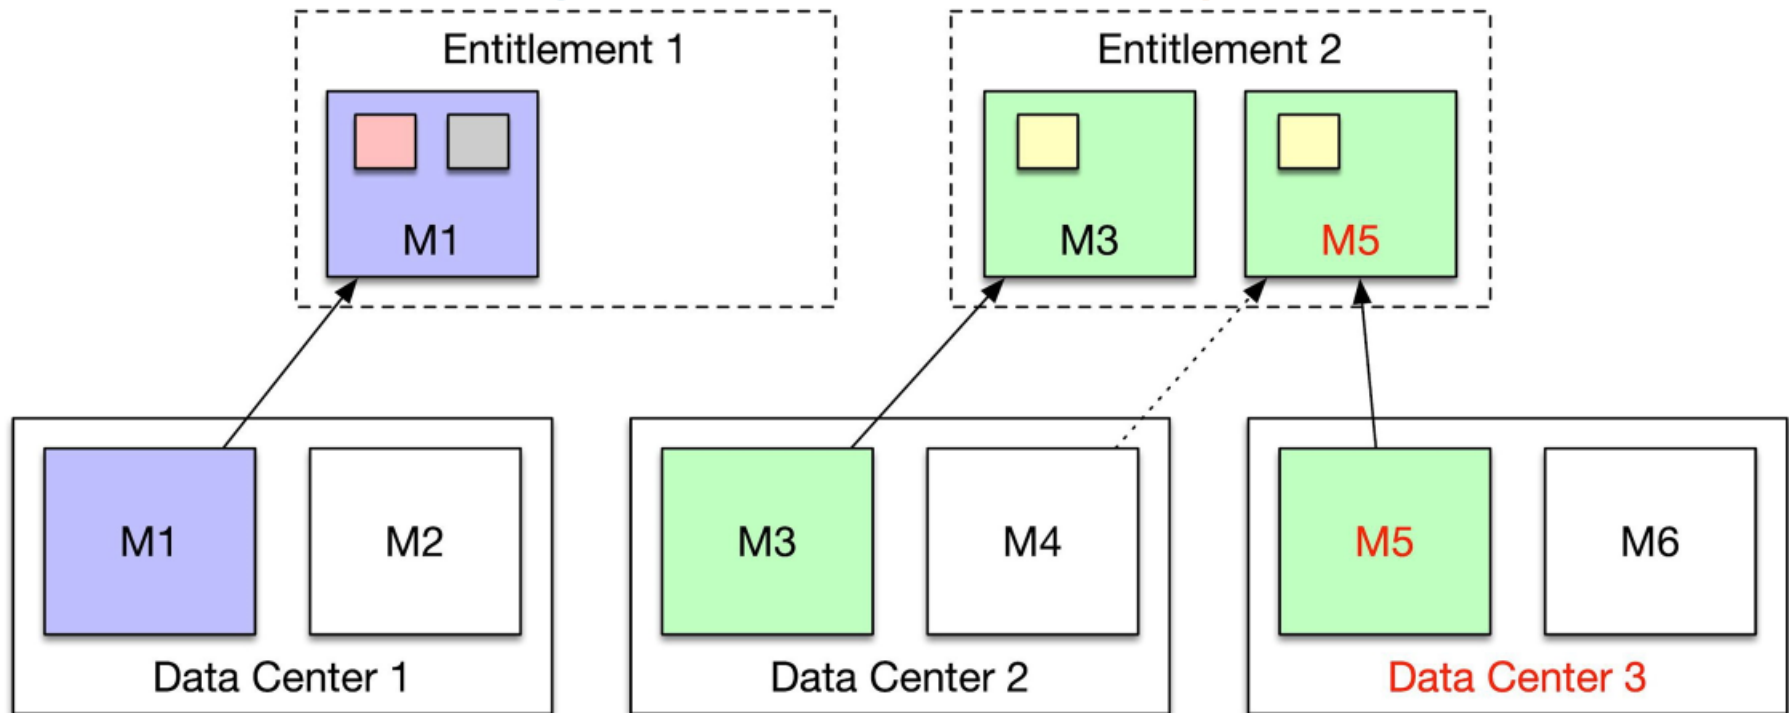 Entitlement 1
Entitlement 2
M1
M3
M5
M1
M2
M3
M4
M5
M6
Data Center 1
Data Center 2
Data Center 3